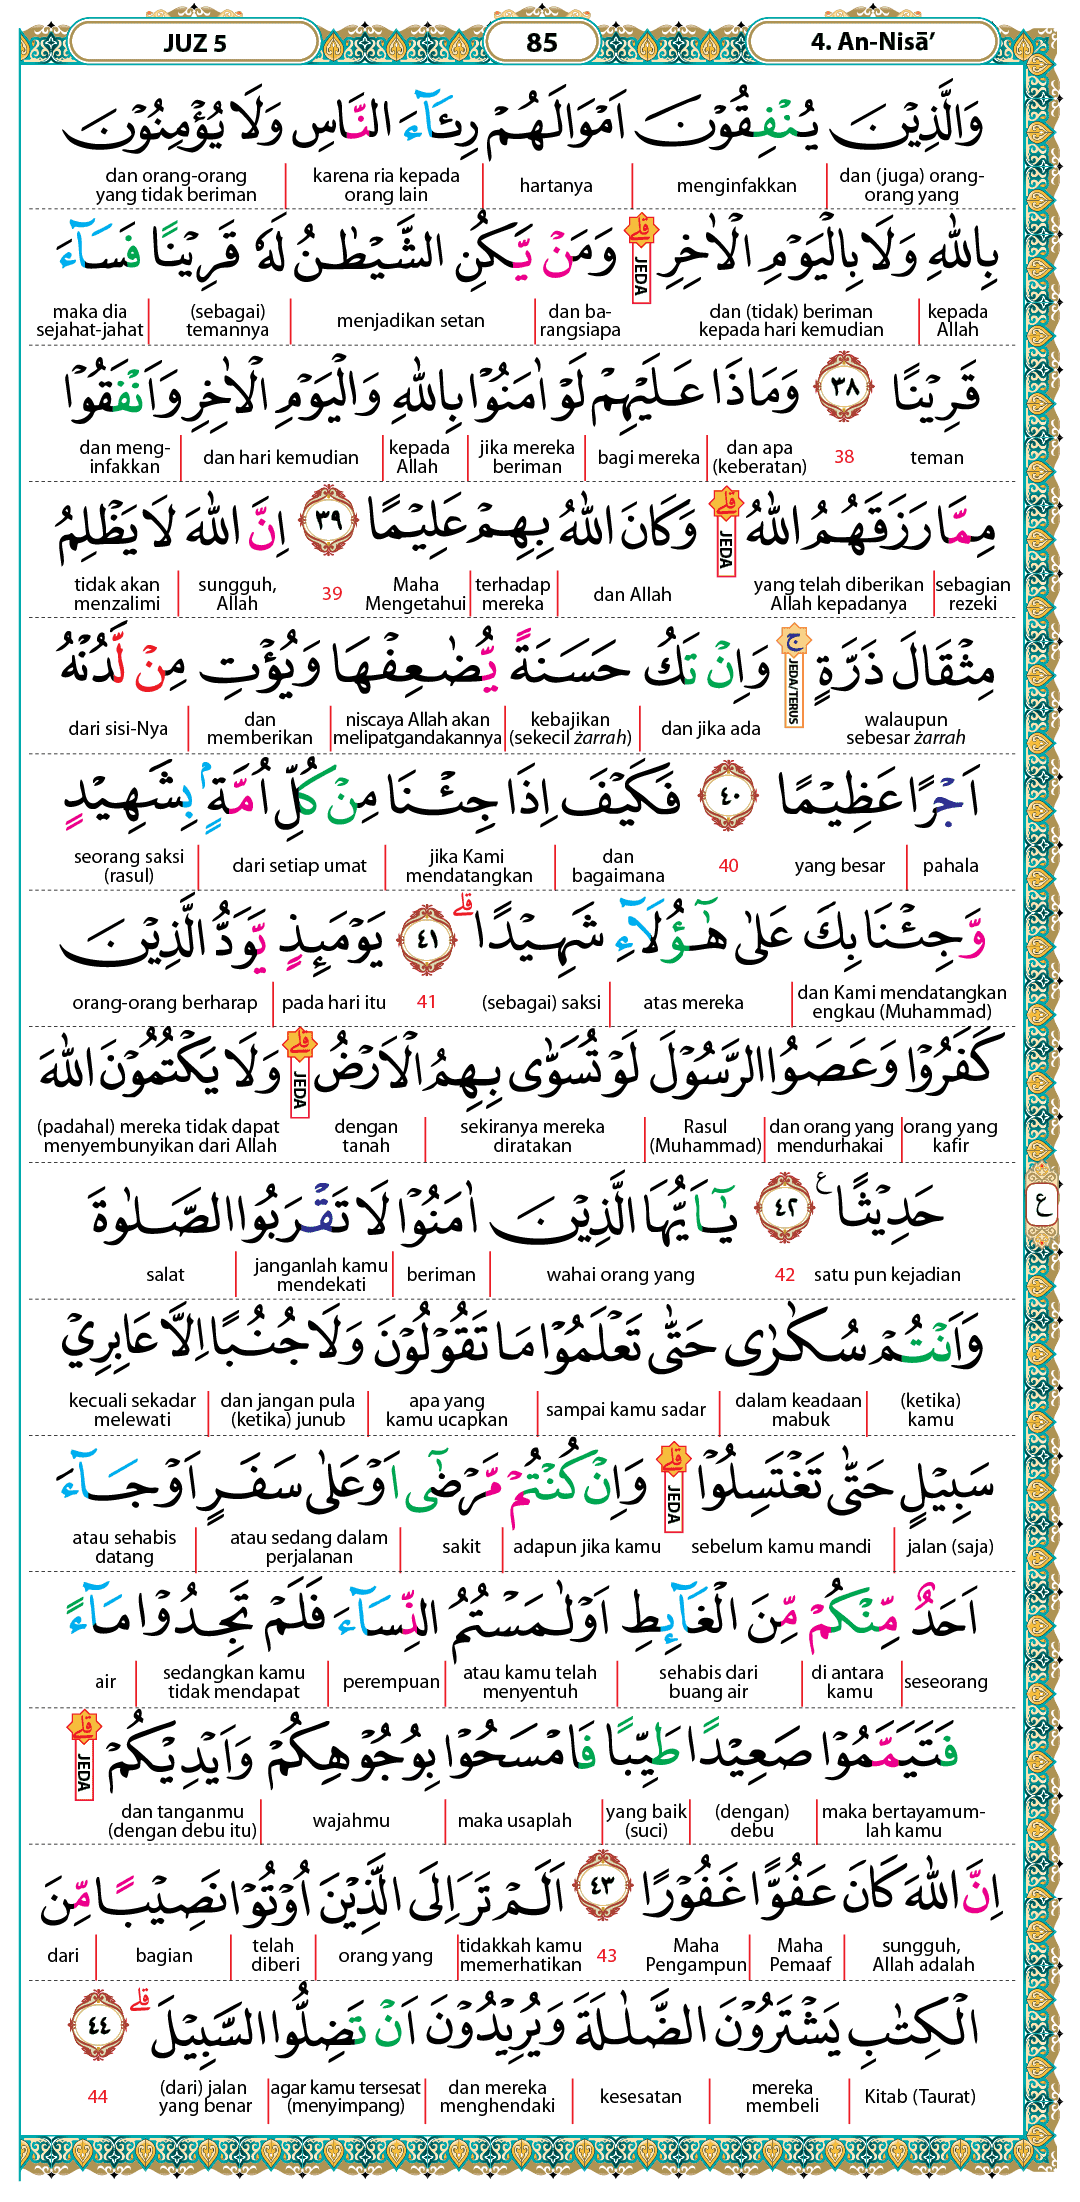 JUZ 5
85
4. An-Nisā’
وَالَّذِيْنَ يُنْفِقُوْنَ اَمْوَالَهُمْ رِئَاۤءَ النَّاسِ وَلَا يُؤْمِنُوْنَ
dan (juga) orang-orang yang | menginfakkan | hartanya | karena ria kepada orang lain | dan orang-orang yang tidak beriman
بِاللّٰهِ وَلَا بِالْيَوْمِ الْاٰخِرِ ۗ JEDA وَمَنْ يَّكُنِ الشَّيْطٰنُ لَهٗ قَرِيْنًا فَسَاۤءَ
kepada Allah | dan (tidak) beriman kepada hari kemudian | dan ba-rangsiapa | menjadikan setan | (sebagai) temannya | maka dia sejahat-jahat
قَرِيْنًا ٣٨ وَمَاذَا عَلَيْهِمْ لَوْ اٰمَنُوْا بِاللّٰهِ وَالْيَوْمِ الْاٰخِرِ وَاَنْفَقُوْا
teman 38 dan apa (keberatan) | bagi mereka | jika mereka beriman | kepada Allah | dan hari kemudian | dan meng-infakkan
مِمَّا رَزَقَهُمُ اللّٰهُ ۗ JEDA وَكَانَ اللّٰهُ بِهِمْ عَلِيْمًا ٣٩ اِنَّ اللّٰهَ لَا يَظْلِمُ
sebagian rezeki | yang telah diberikan Allah kepadanya | dan Allah | terhadap mereka | Maha Mengetahui 39 sungguh, Allah | tidak akan menzalimi
مِثْقَالَ ذَرَّةٍ ۚ JEDA/TERUS وَاِنْ تَكُ حَسَنَةً يُّضٰعِفْهَا وَيُؤْتِ مِنْ لَّدُنْهُ
walaupun sebesar żarrah | dan jika ada | kebajikan (sekecil żarrah) | niscaya Allah akan melipatgandakannya | dan memberikan | dari sisi-Nya
اَجْرًا عَظِيْمًا ٤٠ فَكَيْفَ اِذَا جِئْنَا مِنْ كُلِّ اُمَّةٍ ۢ بِشَهِيْدٍ
pahala | yang besar 40 dan bagaimana | jika Kami mendatangkan | dari setiap umat | seorang saksi (rasul)
وَّجِئْنَا بِكَ عَلٰى هٰٓؤُلَاۤءِ شَهِيْدًا ۗ ٤١ يَوْمَىِٕذٍ يَّوَدُّ الَّذِيْنَ
dan Kami mendatangkan engkau (Muhammad) | atas mereka | (sebagai) saksi 41 pada hari itu | orang-orang berharap
كَفَرُوْا وَعَصَوُا الرَّسُوْلَ لَوْ تُسَوّٰى بِهِمُ الْاَرْضُ ۗ JEDA وَلَا يَكْتُمُوْنَ اللّٰهَ
orang yang kafir | dan orang yang mendurhakai | Rasul (Muhammad) | sekiranya mereka diratakan | dengan tanah | (padahal) mereka tidak dapat menyembunyikan dari Allah
حَدِيْثًا ࣖ ٤٢ يٰٓاَيُّهَا الَّذِيْنَ اٰمَنُوْا لَا تَقْرَبُوا الصَّلٰوةَ ع
satu pun kejadian 42 wahai orang yang | beriman | janganlah kamu mendekati | salat
وَاَنْتُمْ سُكٰرٰى حَتّٰى تَعْلَمُوْا مَا تَقُوْلُوْنَ وَلَا جُنُبًا اِلَّا عَابِرِيْ
(ketika) kamu | dalam keadaan mabuk | sampai kamu sadar | apa yang kamu ucapkan | dan jangan pula (ketika) junub | kecuali sekadar melewati
سَبِيْلٍ حَتّٰى تَغْتَسِلُوْا ۗ JEDA وَاِنْ كُنْتُمْ مَّرْضٰٓى اَوْ عَلٰى سَفَرٍ اَوْ جَاۤءَ
jalan (saja) | sebelum kamu mandi | adapun jika kamu | sakit | atau sedang dalam perjalanan | atau sehabis datang
اَحَدٌ مِّنْكُمْ مِّنَ الْغَاۤىِٕطِ اَوْ لٰمَسْتُمُ النِّسَاۤءَ فَلَمْ تَجِدُوْا مَاۤءً
seseorang | di antara kamu | sehabis dari buang air | atau kamu telah menyentuh | perempuan | sedangkan kamu tidak mendapat | air
فَتَيَمَّمُوْا صَعِيْدًا طَيِّبًا فَامْسَحُوْا بِوُجُوْهِكُمْ وَاَيْدِيْكُمْ ۗ JEDA
maka bertayamum-lah kamu | (dengan) debu | yang baik (suci) | maka usaplah | wajahmu | dan tanganmu (dengan debu itu)
اِنَّ اللّٰهَ كَانَ عَفُوًّا غَفُوْرًا ٤٣ اَلَمْ تَرَ اِلَى الَّذِيْنَ اُوْتُوْا نَصِيْبًا مِّنَ
sungguh, Allah adalah | Maha Pemaaf | Maha Pengampun 43 tidakkah kamu memerhatikan | orang yang | telah diberi | bagian | dari
الْكِتٰبِ يَشْتَرُوْنَ الضَّلٰلَةَ وَيُرِيْدُوْنَ اَنْ تَضِلُّوا السَّبِيْلَ ۗ ٤٤
Kitab (Taurat) | mereka membeli | kesesatan | dan mereka menghendaki | agar kamu tersesat (menyimpang) | (dari) jalan yang benar 44